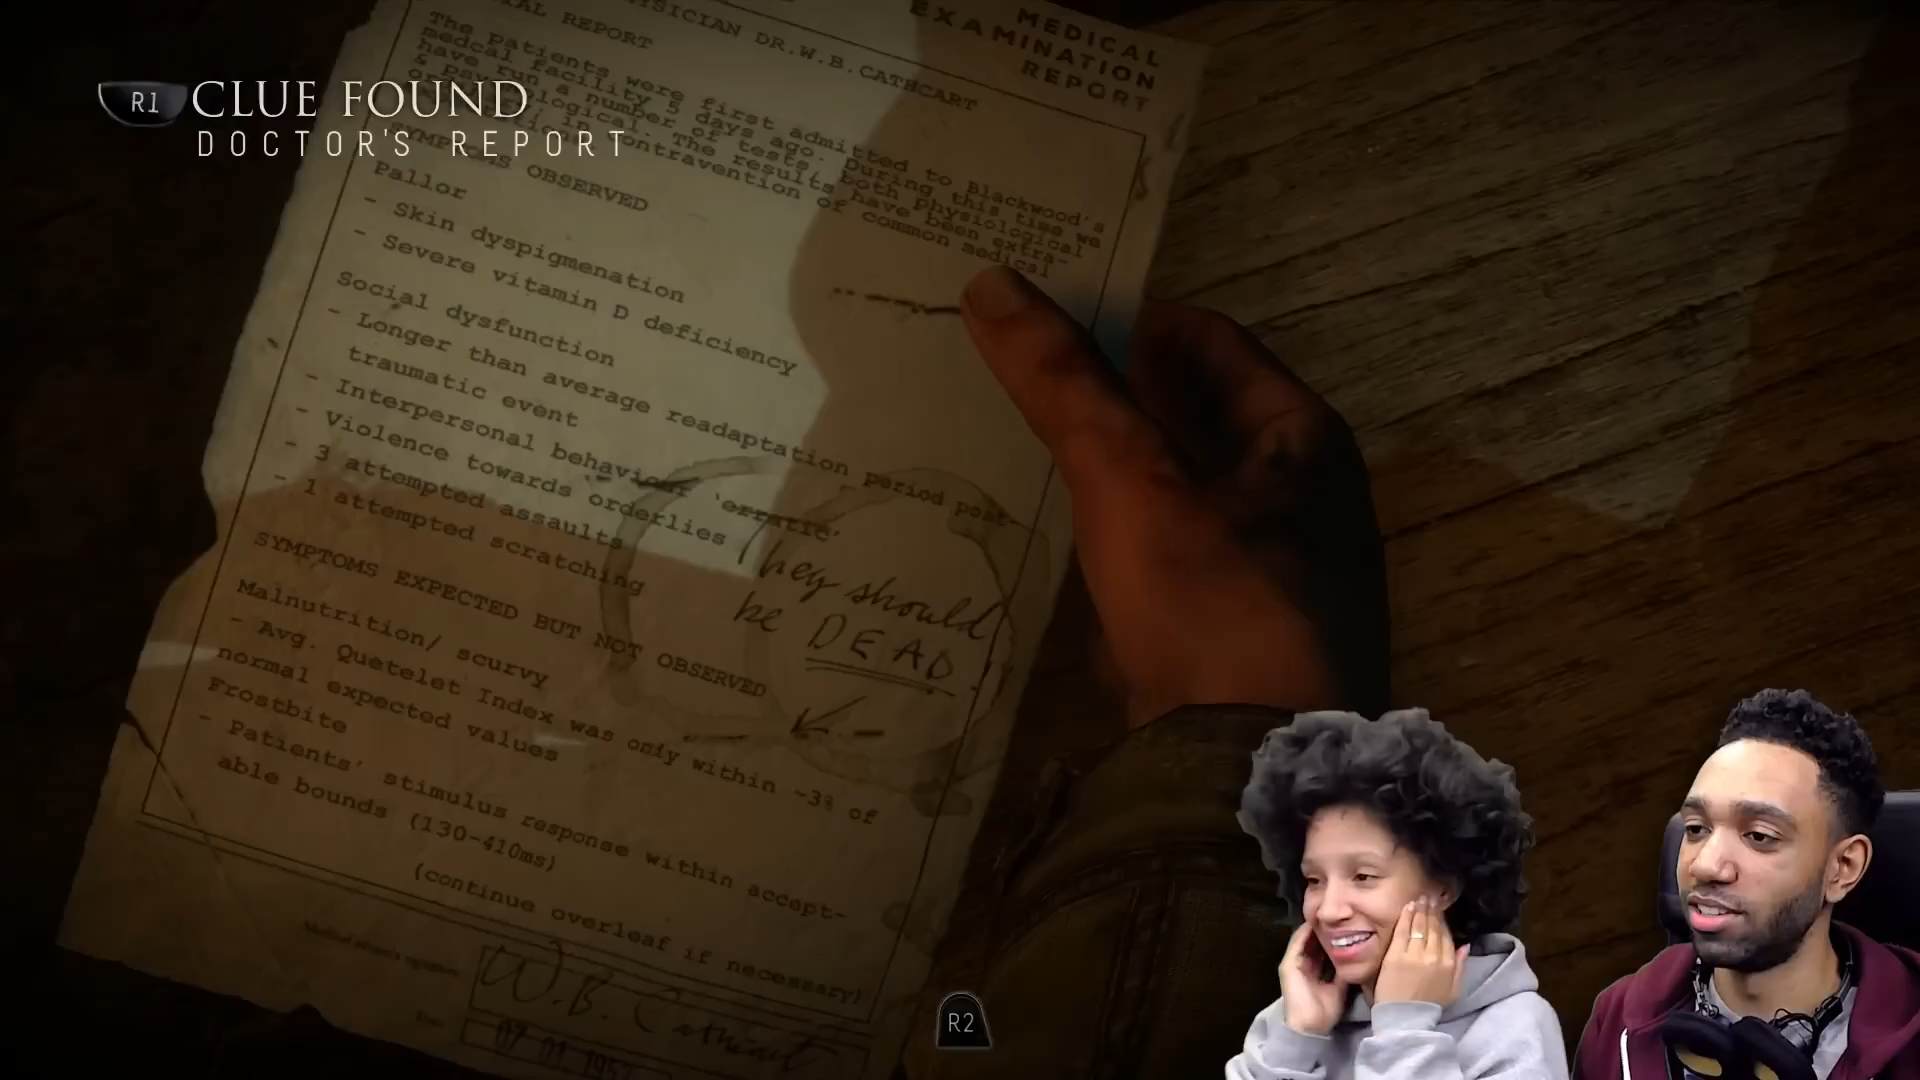 R1 CLUE FOUND
DOCTOR'S REPORT
MEDICAL
EXAMINATION
REPORT
PHYSICIAN DR.W.B.CATHCART
REPORT
The patients were first admitted to Blackwood's
medcal facility 5 days ago. During this time we
have run a number of tests, both physiological
& The results have been extra-
in contravention of common medical
SYMPTOMS OBSERVED
Pallor
- Skin dyspigmenation
- Severe vitamin D deficiency
Social dysfunction
- Longer than average readaptation period post-
traumatic event
- Interpersonal behaviour 'erratic'
- Violence towards orderlies
- 3 attempted assaults
- 1 attempted scratching
They should
be DEAD.
SYMPTOMS EXPECTED BUT NOT OBSERVED
Malnutrition/ scurvy
- Avg. Quetelet Index was only within ~3% of
normal expected values
Frostbite
- Patients' stimulus response within accept-
able bounds (130-410ms)
(continue overleaf if necessary)
W.B. Cathcart
R2